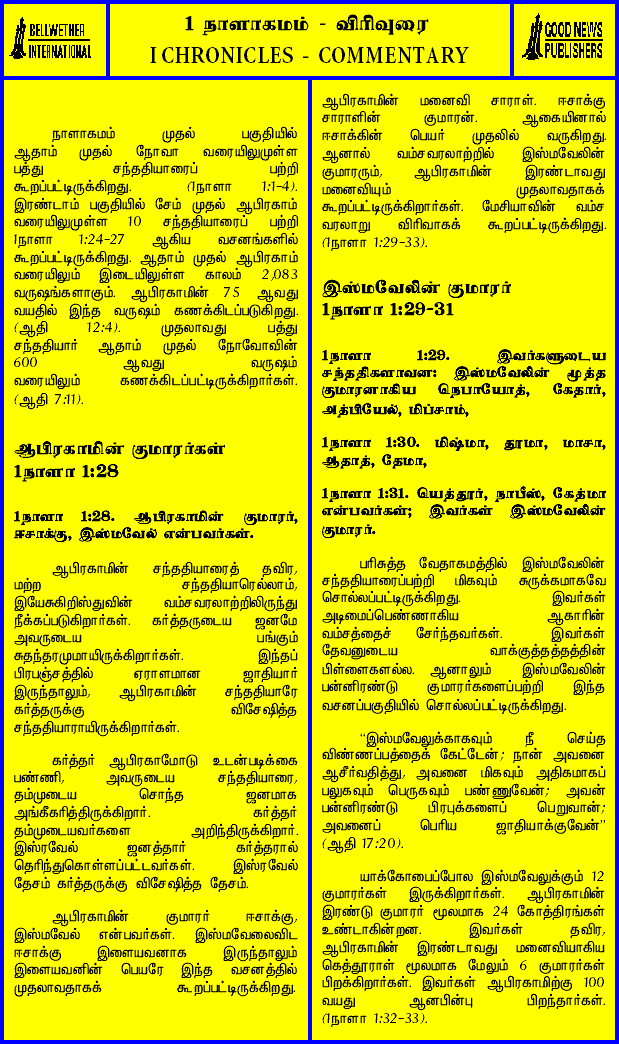 BELLWETHER
INTERNATIONAL
1 நாளாகமம் - விரிவுரை
I CHRONICLES - COMMENTARY
GOOD NEWS
PUBLISHERS
நாளாகமம் முதல் பகுதியில்
ஆதாம் முதல் நோவா வரையிலுமுள்ள
பத்து சந்ததியாரைப் பற்றி
கூறப்பட்டிருக்கிறது. (1நாளா 1:1-4).
இரண்டாம் பகுதியில் சேம் முதல் ஆபிரகாம்
வரையிலுமுள்ள 10 சந்ததியாரைப் பற்றி
1நாளா 1:24-27 ஆகிய வசனங்களில்
கூறப்பட்டிருக்கிறது. ஆதாம் முதல் ஆபிரகாம்
வரையிலும் இடையிலுள்ள காலம் 2,083
வருஷங்களாகும். ஆபிரகாமின் 75 ஆவது
வயதில் இந்த வருஷம் கணக்கிடப்படுகிறது.
(ஆதி 12:4). முதலாவது பத்து
சந்ததியார் ஆதாம் முதல் நோவோவின்
600 ஆவது வருஷம்
வரையிலும் கணக்கிடப்பட்டிருக்கிறார்கள்.
(ஆதி 7:11).
ஆபிரகாமின் குமாரர்கள்
1நாளா 1:28
1நாளா 1:28. ஆபிரகாமின் குமாரர்,
ஈசாக்கு, இஸ்மவேல் என்பவர்கள்.
ஆபிரகாமின் சந்ததியாரைத் தவிர,
மற்ற சந்ததியாரெல்லாம்,
இயேசுகிறிஸ்துவின் வம்சவரலாற்றிலிருந்து
நீக்கப்படுகிறார்கள். கர்த்தருடைய ஜனமே
அவருடைய பங்கும்
சுதந்தரமுமாயிருக்கிறார்கள். இந்தப்
பிரபஞ்சத்தில் ஏராளமான ஜாதியார்
இருந்தாலும், ஆபிரகாமின் சந்ததியாரே
கர்த்தருக்கு விசேஷித்த
சந்ததியாராயிருக்கிறார்கள்.
கர்த்தர் ஆபிரகாமோடு உடன்படிக்கை
பண்ணி, அவருடைய சந்ததியாரை,
தம்முடைய சொந்த ஜனமாக
அங்கீகரித்திருக்கிறார். கர்த்தர்
தம்முடையவர்களை அறிந்திருக்கிறார்.
இஸ்ரவேல் ஜனத்தார் கர்த்தரால்
தெரிந்துகொள்ளப்பட்டவர்கள். இஸ்ரவேல்
தேசம் கர்த்தருக்கு விசேஷித்த தேசம்.
ஆபிரகாமின் குமாரர் ஈசாக்கு,
இஸ்மவேல் என்பவர்கள். இஸ்மவேலைவிட
ஈசாக்கு இளையவனாக இருந்தாலும்
இளையவனின் பெயரே இந்த வசனத்தில்
முதலாவதாகக் கூறப்பட்டிருக்கிறது.
ஆபிரகாமின் மனைவி சாராள். ஈசாக்கு
சாராளின் குமாரன். ஆகையினால்
ஈசாக்கின் பெயர் முதலில் வருகிறது.
ஆனால் வம்சவரலாற்றில் இஸ்மவேலின்
குமாரரும், ஆபிரகாமின் இரண்டாவது
மனைவியும் முதலாவதாகக்
கூறப்பட்டிருக்கிறார்கள். மேசியாவின் வம்ச
வரலாறு விரிவாகக் கூறப்பட்டிருக்கிறது.
(1நாளா 1:29-33).
இஸ்மவேலின் குமாரர்
1நாளா 1:29-31
1நாளா 1:29. இவர்களுடைய
சந்ததிகளாவன: இஸ்மவேலின் மூத்த
குமாரனாகிய நெபாயோத், கேதார்,
அத்பியேல், மிப்சாம்,
1நாளா 1:30. மிஷ்மா, தூமா, மாசா,
ஆதாத், தேமா,
1நாளா 1:31. யெத்தூர், நாபீஸ், கேத்மா
என்பவர்கள்; இவர்கள் இஸ்மவேலின்
குமாரர்.
பரிசுத்த வேதாகமத்தில் இஸ்மவேலின்
சந்ததியாரைப்பற்றி மிகவும் சுருக்கமாகவே
சொல்லப்பட்டிருக்கிறது. இவர்கள்
அடிமைப்பெண்ணாகிய ஆகாரின்
வம்சத்தைச் சேர்ந்தவர்கள். இவர்கள்
தேவனுடைய வாக்குத்தத்தத்தின்
பிள்ளைகளல்ல. ஆனாலும் இஸ்மவேலின்
பன்னிரண்டு குமாரர்களைப்பற்றி இந்த
வசனப்பகுதியில் சொல்லப்பட்டிருக்கிறது.
"இஸ்மவேலுக்காகவும் நீ செய்த
விண்ணப்பத்தைக் கேட்டேன்; நான் அவனை
ஆசீர்வதித்து, அவனை மிகவும் அதிகமாகப்
பலுகவும் பெருகவும் பண்ணுவேன்; அவன்
பன்னிரண்டு பிரபுக்களைப் பெறுவான்;
அவனைப் பெரிய ஜாதியாக்குவேன்"
(ஆதி 17:20).
யாக்கோபைப்போல இஸ்மவேலுக்கும் 12
குமாரர்கள் இருக்கிறார்கள். ஆபிரகாமின்
இரண்டு குமாரர் மூலமாக 24 கோத்திரங்கள்
உண்டாகின்றன. இவர்கள் தவிர,
ஆபிரகாமின் இரண்டாவது மனைவியாகிய
கெத்தூராள் மூலமாக மேலும் 6 குமாரர்கள்
பிறக்கிறார்கள். இவர்கள் ஆபிரகாமிற்கு 100
வயது ஆனபின்பு பிறந்தார்கள்.
(1நாளா 1:32-33).